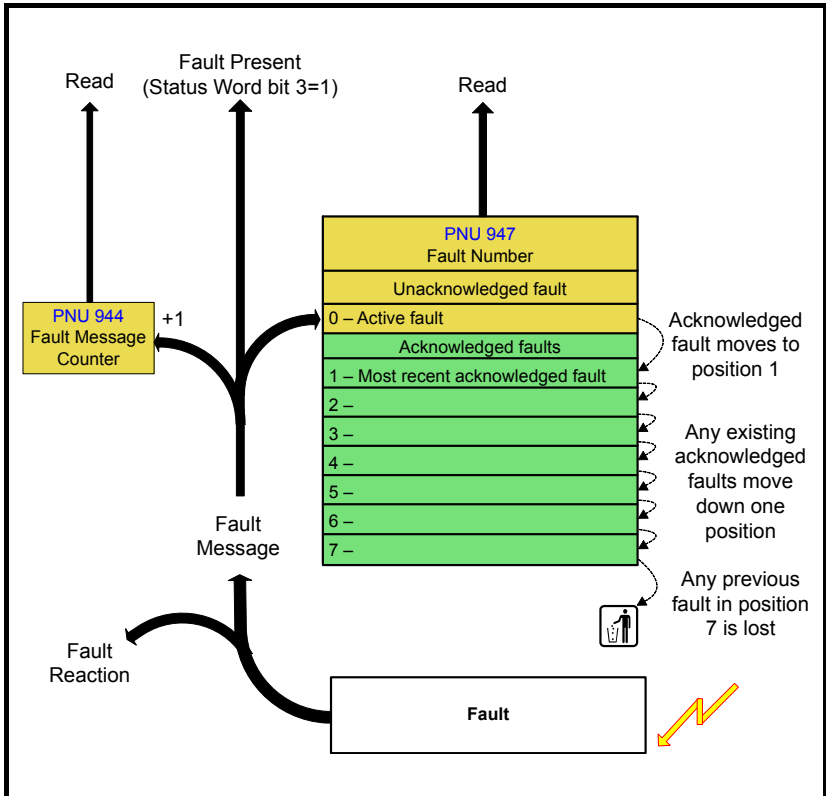 Fault Present
(Status Word bit 3=1)
Read
Read
PNU 947
Fault Number
Unacknowledged fault
0 – Active fault
Acknowledged faults
1 – Most recent acknowledged fault
2 –
3 –
4 –
5 –
6 –
7 –
PNU 944
Fault Message
Counter
+1
Acknowledged
fault moves to
position 1
Any existing
acknowledged
faults move
down one
position
Any previous
fault in position
7 is lost
Fault
Message
Fault
Reaction
Fault